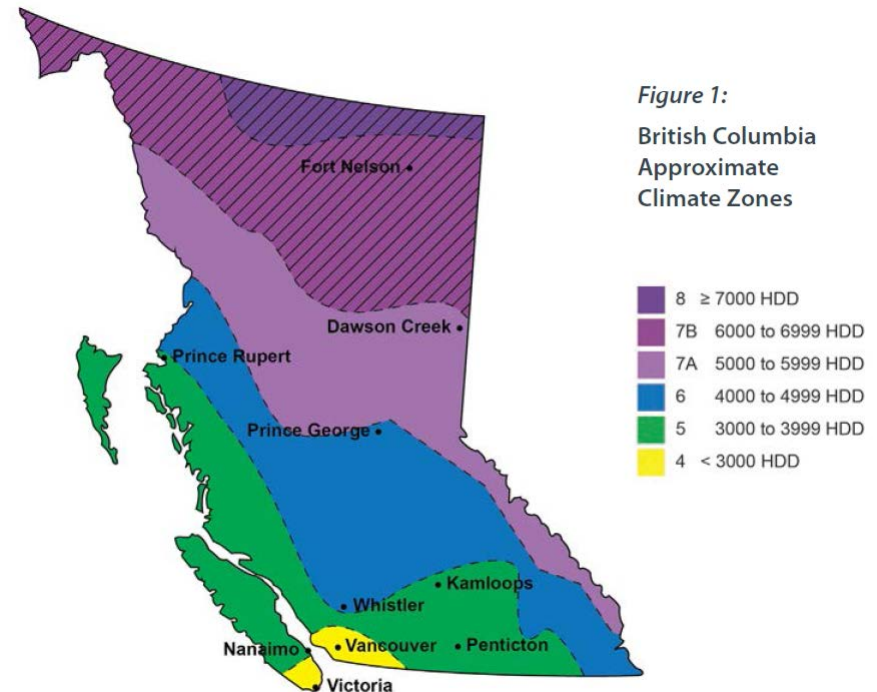 Figure 1:
British Columbia
Approximate
Climate Zones
Fort Nelson
Dawson Creek
Prince Rupert
Prince George
Kamloops
Whistler
Nanaimo
Vancouver
Penticton
Victoria
8 ≥ 7000 HDD
7B 6000 to 6999 HDD
7A 5000 to 5999 HDD
6 4000 to 4999 HDD
5 3000 to 3999 HDD
4 < 3000 HDD